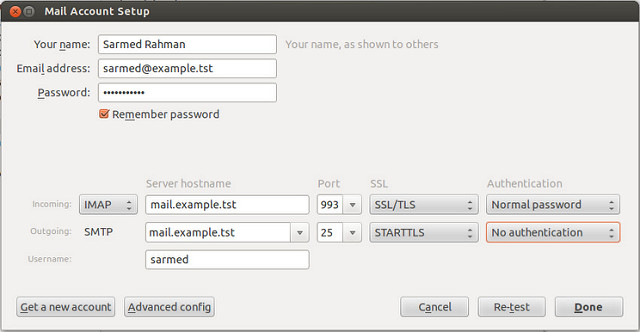 Mail Account Setup
Your name: Sarmed Rahman Your name, as shown to others
Email address: sarmed@example.tst
Password: •••••••••••
Remember password
Server hostname Port SSL Authentication
Incoming: IMAP mail.example.tst 993 SSL/TLS Normal password
Outgoing: SMTP mail.example.tst 25 STARTTLS No authentication
Username: sarmed
Get a new account Advanced config Cancel Re-test Done